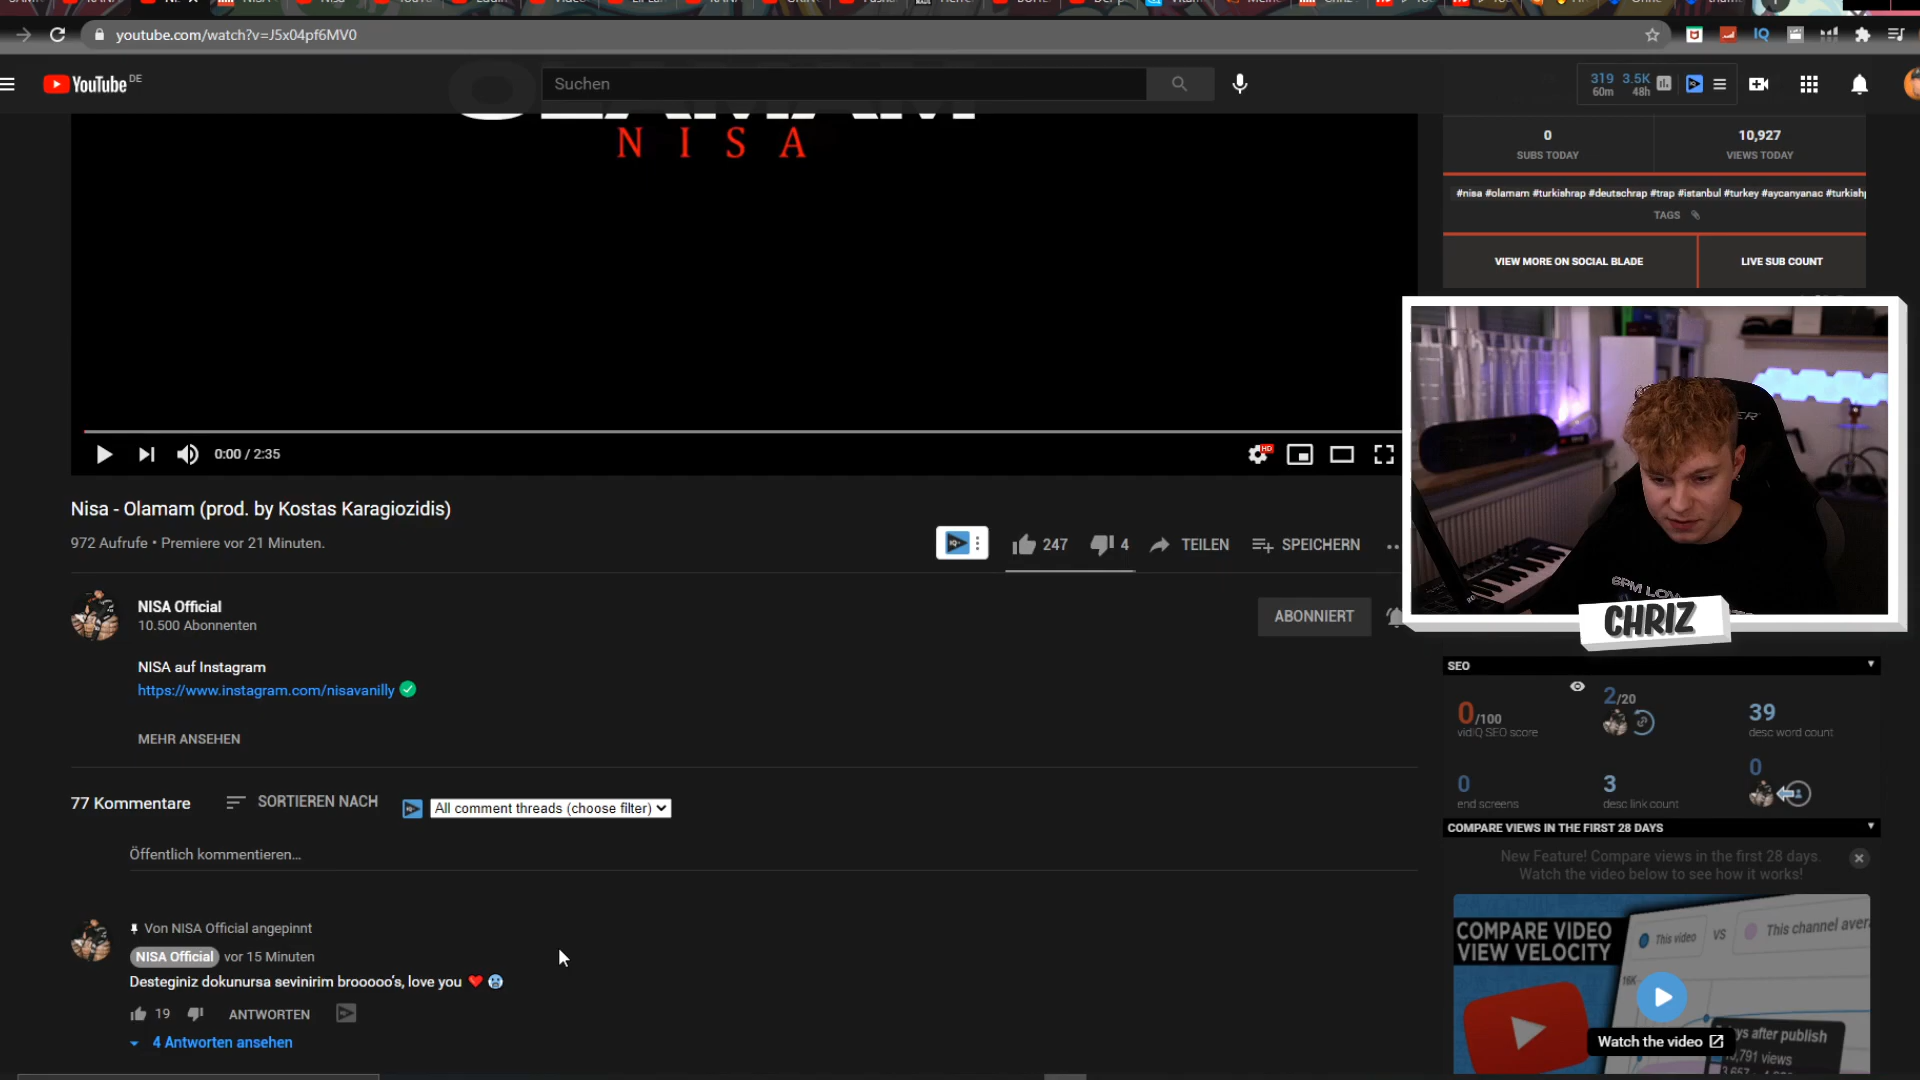 youtube.com/watch?v=J5x04pf6MV0
YouTube DE
Suchen
319 3.5K
60m 48h
NISA
0
SUBS TODAY
10,927
VIEWS TODAY
#nisa #olamam #turkishrap #deutschrap #trap #istanbul #turkey #aycanyanac
TAGS
VIEW MORE ON SOCIAL BLADE
LIVE SUB COUNT
0:00 / 2:35
Nisa - Olamam (prod. by Kostas Karagiozidis)
972 Aufrufe • Premiere vor 21 Minuten.
247
4
TEILEN
SPEICHERN
NISA Official
10.500 Abonnenten
ABONNIERT
NISA auf Instagram
https://www.instagram.com/nisavanilly
MEHR ANSEHEN
CHRIZ
SEO
0/100
vidIQ SEO score
2/20
39
desc word count
0
end screens
3
desc link count
0
COMPARE VIEWS IN THE FIRST 28 DAYS
New Feature! Compare views in the first 28 days.
Watch the video below to see how it works!
COMPARE VIDEO
VIEW VELOCITY
This video
VS
This channel
16K
after publish
views
Watch the video
77 Kommentare
SORTIEREN NACH
All comment threads (choose filter)
Öffentlich kommentieren...
Von NISA Official angepinnt
NISA Official vor 15 Minuten
Desteginiz dokunursa sevinirim brooooo's, love you ❤️🥶
19
ANTWORTEN
4 Antworten ansehen